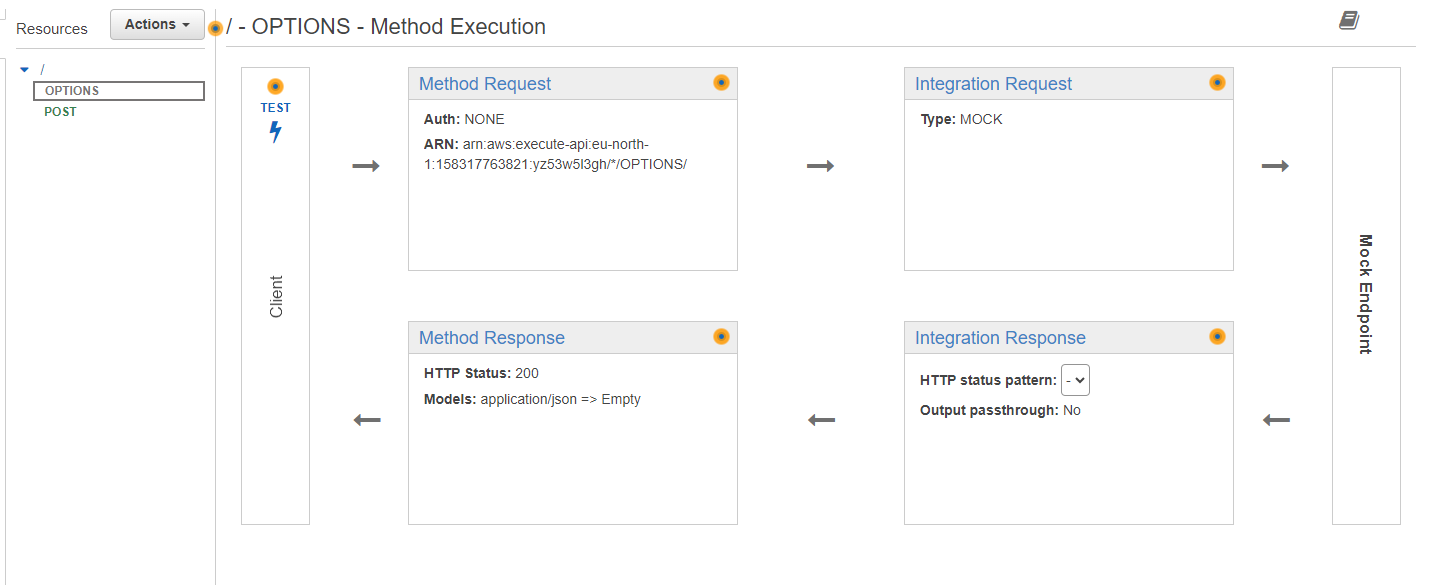 Resources
Actions
/ - OPTIONS - Method Execution
/
OPTIONS
POST
TEST
Client
Method Request
Auth: NONE
ARN: arn:aws:execute-api:eu-north-
1:158317763821:yz53w5l3gh/*/OPTIONS/
Integration Request
Type: MOCK
Mock Endpoint
Method Response
HTTP Status: 200
Models: application/json => Empty
Integration Response
HTTP status pattern: -
Output passthrough: No